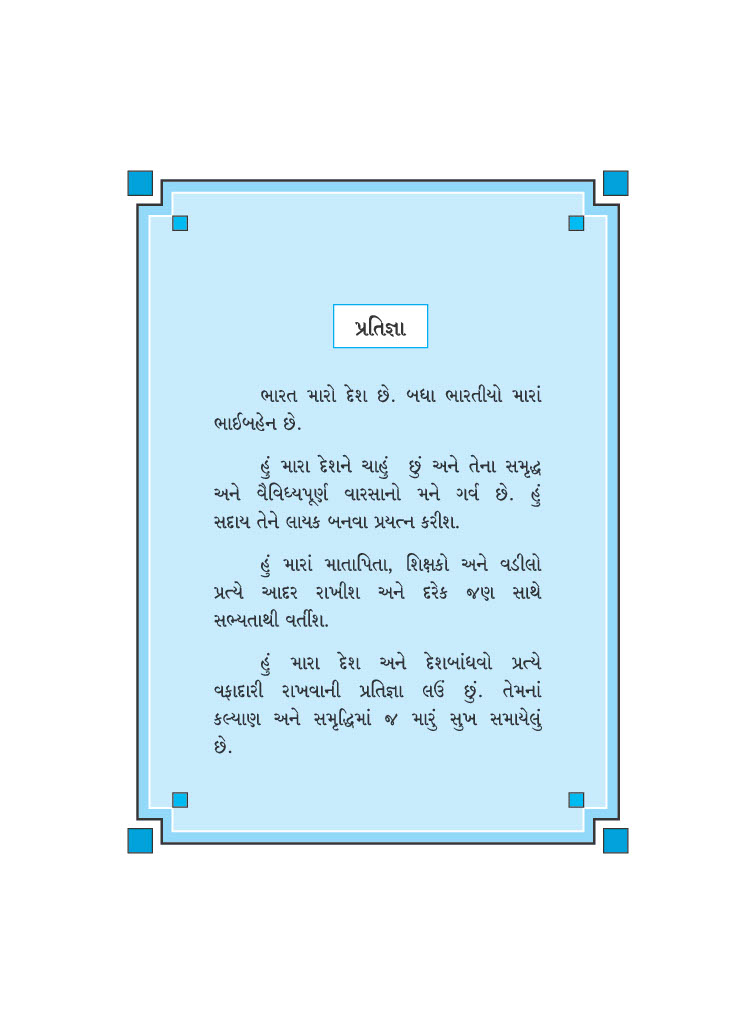 પ્રતિજ્ઞા
ભારત મારો દેશ છે. બધા ભારતીયો મારાં
ભાઈબહેન છે.
હું મારા દેશને ચાહું છું અને તેના સમૃદ્ધ
અને વૈવિધ્યપૂર્ણ વારસાનો મને ગર્વ છે. હું
સદાય તેને લાયક બનવા પ્રયત્ન કરીશ.
હું મારાં માતાપિતા, શિક્ષકો અને વડીલો
પ્રત્યે આદર રાખીશ અને દરેક જણ સાથે
સભ્યતાથી વર્તીશ.
હું મારા દેશ અને દેશબાંધવો પ્રત્યે
વફાદારી રાખવાની પ્રતિજ્ઞા લઉં છું. તેમનાં
કલ્યાણ અને સમૃદ્ધિમાં જ મારું સુખ સમાયેલું
છે.